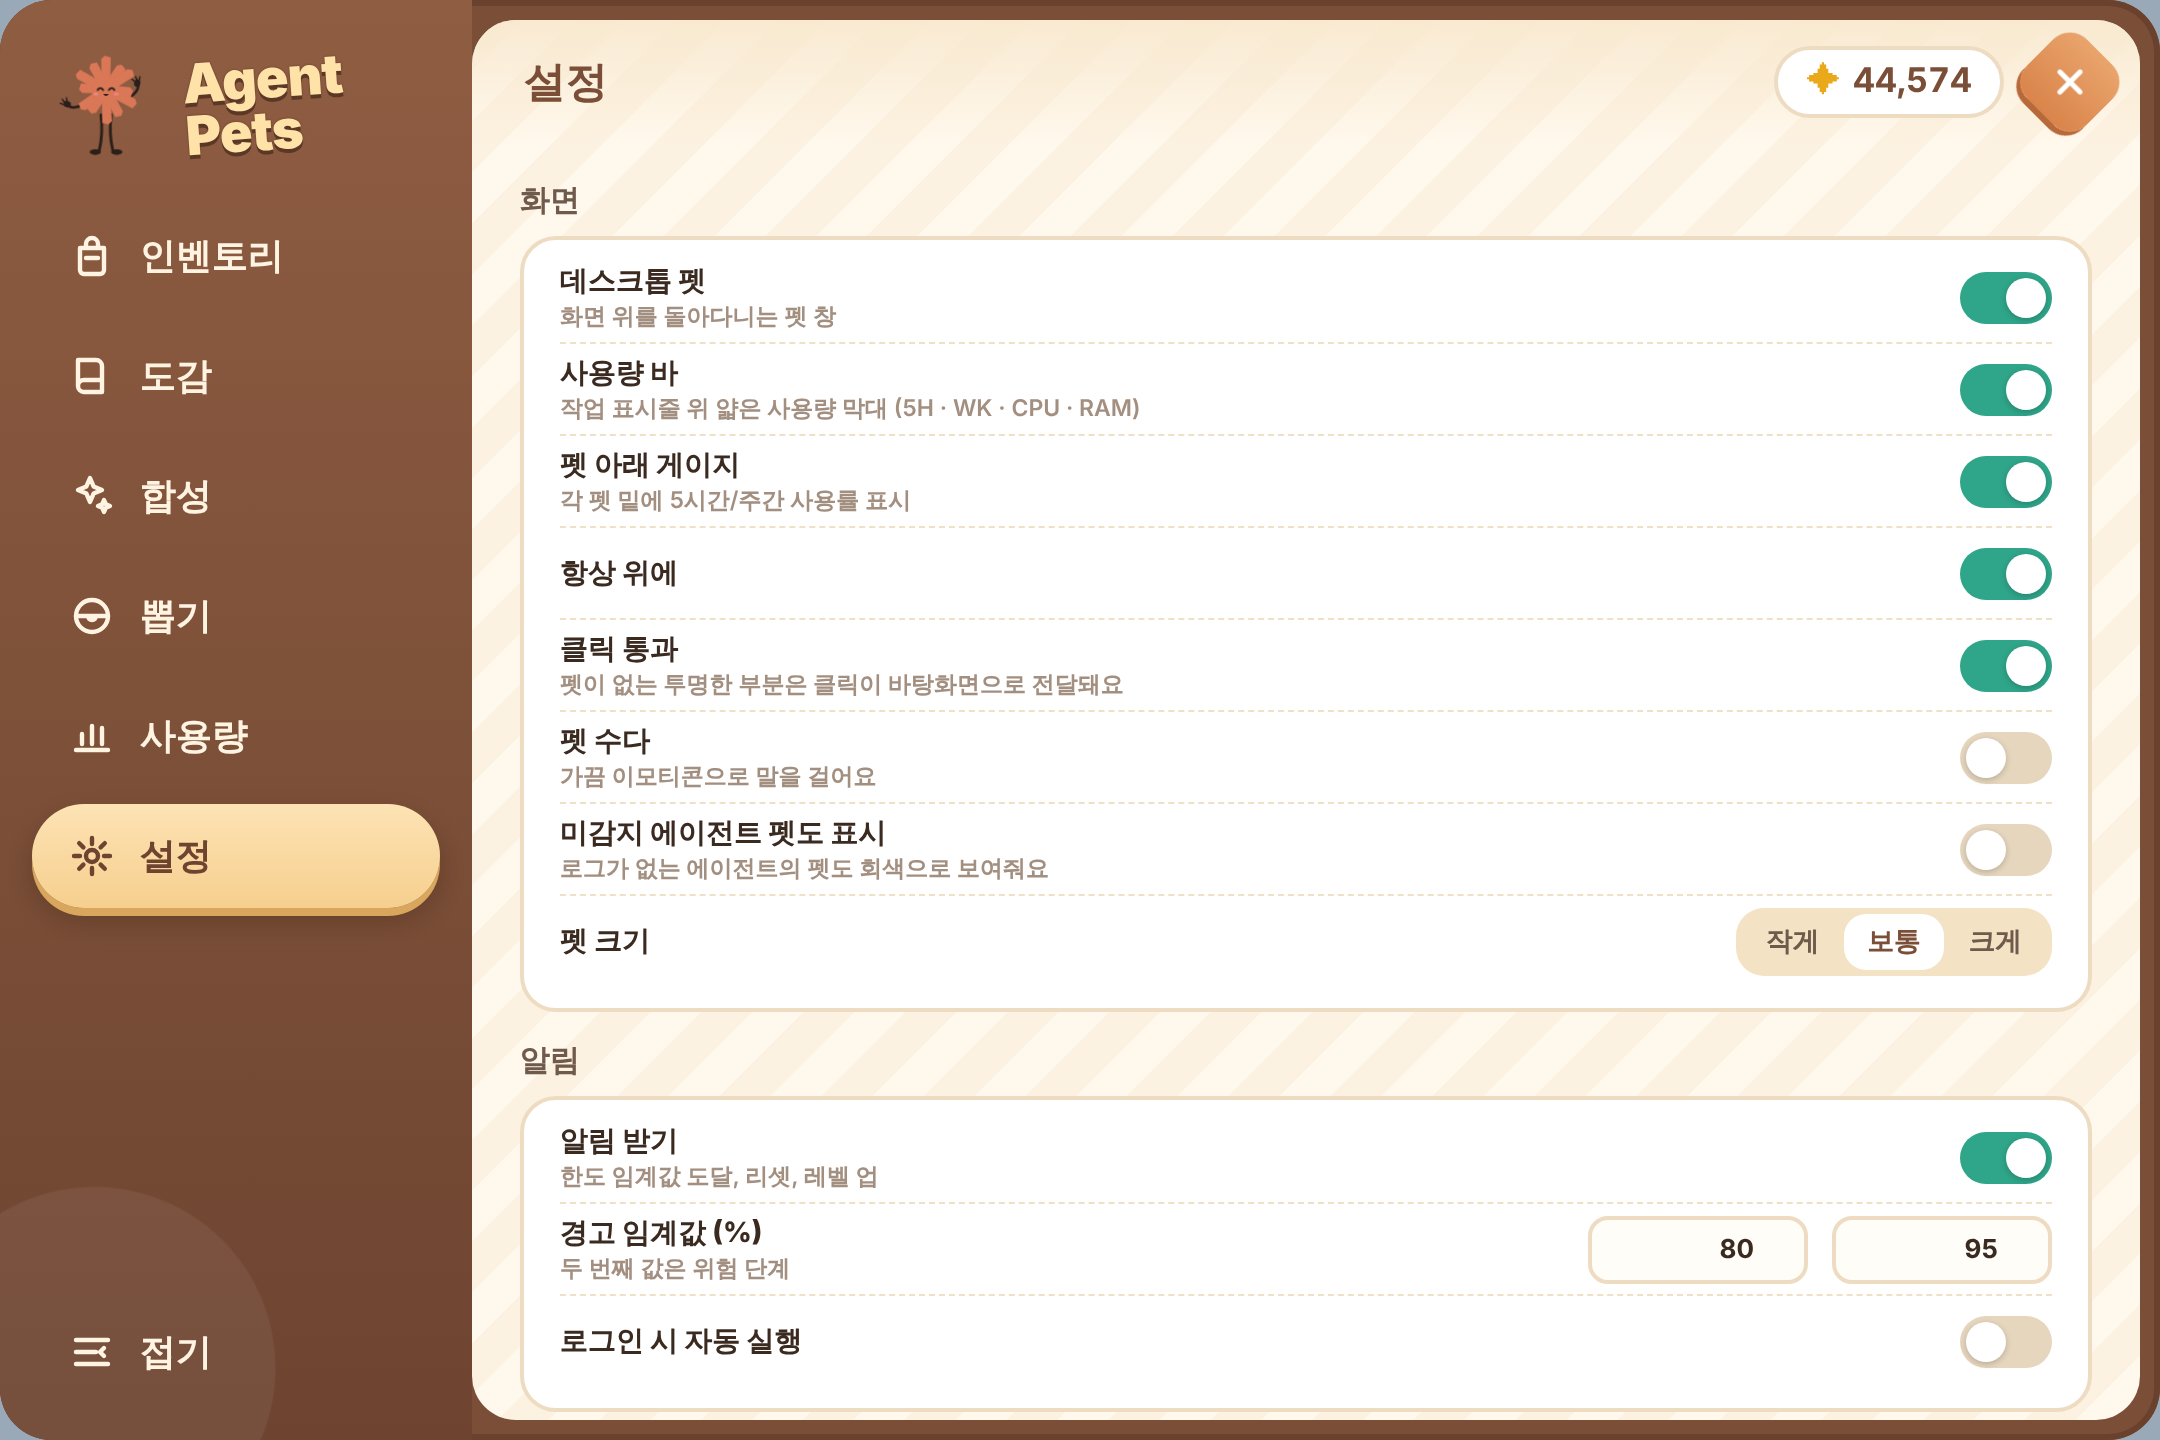 Agent
Pets
인벤토리
도감
합성
뽑기
사용량
설정
접기
설정
44,574
화면
데스크톱 펫
화면 위를 돌아다니는 펫 창
사용량 바
작업 표시줄 위 얇은 사용량 막대 (5H · WK · CPU · RAM)
펫 아래 게이지
각 펫 밑에 5시간/주간 사용률 표시
항상 위에
클릭 통과
펫이 없는 투명한 부분은 클릭이 바탕화면으로 전달돼요
펫 수다
가끔 이모티콘으로 말을 걸어요
미감지 에이전트 펫도 표시
로그가 없는 에이전트의 펫도 회색으로 보여줘요
펫 크기
작게 보통 크게
알림
알림 받기
한도 임계값 도달, 리셋, 레벨 업
경고 임계값 (%)
두 번째 값은 위험 단계
80 95
로그인 시 자동 실행